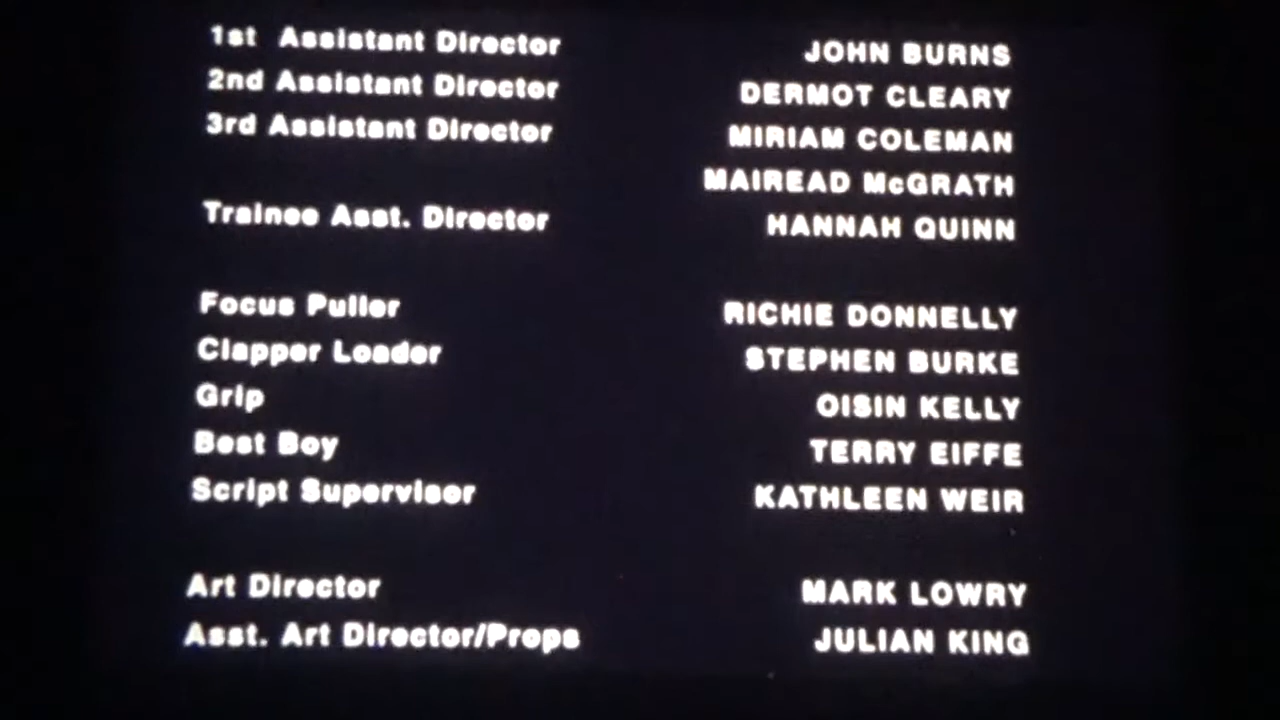 1st Assistant Director JOHN BURNS
2nd Assistant Director DERMOT CLEARY
3rd Assistant Director MIRIAM COLEMAN
MAIREAD McGRATH
Trainee Asst. Director HANNAH QUINN
Focus Puller RICHIE DONNELLY
Clapper Loader STEPHEN BURKE
Grip OISIN KELLY
Best Boy TERRY EIFFE
Script Supervisor KATHLEEN WEIR
Art Director MARK LOWRY
Asst. Art Director/Props JULIAN KING